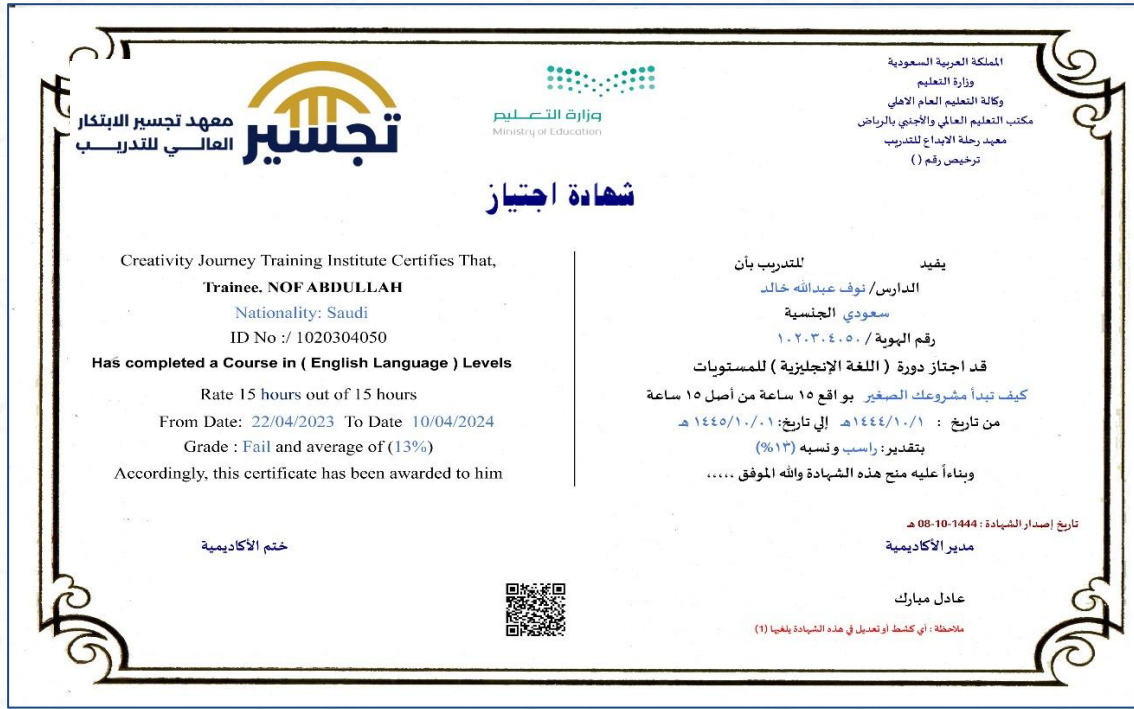 المملكة العربية السعودية
وزارة التعليم
وكالة التعليم العام الاهلي
مكتب التعليم العالمي والأجنبي بالرياض
معهد رحلة الابداع للتدريب
ترخيص رقم ( )
وزارة التعـــليم
Ministry of Education
تجسير
معهد تجسير الابتكار
العالـــــي للتدريـــــب
شهادة اجتياز
يفيد للتدريب بأن
الدارس/ نوف عبدالله خالد
سعودي الجنسية
رقم الهوية / ١٠٢٠٣٠٤٠٥٠
قد اجتاز دورة ( اللغة الإنجليزية ) للمستويات
كيف تبدأ مشروعك الصغير بواقع ١٥ ساعة من أصل ١٥ ساعة
من تاريخ : ١٤٤٤/١٠/١هـ إلي تاريخ: ١٤٤٥/١٠/٠١ هـ
بتقدير: راسب ونسبه (١٣%)
وبناءاً عليه منح هذه الشهادة والله الموفق .....
Creativity Journey Training Institute Certifies That,
Trainee. NOF ABDULLAH
Nationality: Saudi
ID No :/ 1020304050
Has completed a Course in ( English Language ) Levels
Rate 15 hours out of 15 hours
From Date: 22/04/2023 To Date 10/04/2024
Grade : Fail and average of (13%)
Accordingly, this certificate has been awarded to him
تاريخ إصدار الشهادة : 1444-10-08 هـ
مدير الأكاديمية
ختم الأكاديمية
عادل مبارك
ملاحظة : أي كشط أو تعديل في هذه الشهادة يلغيها (1)